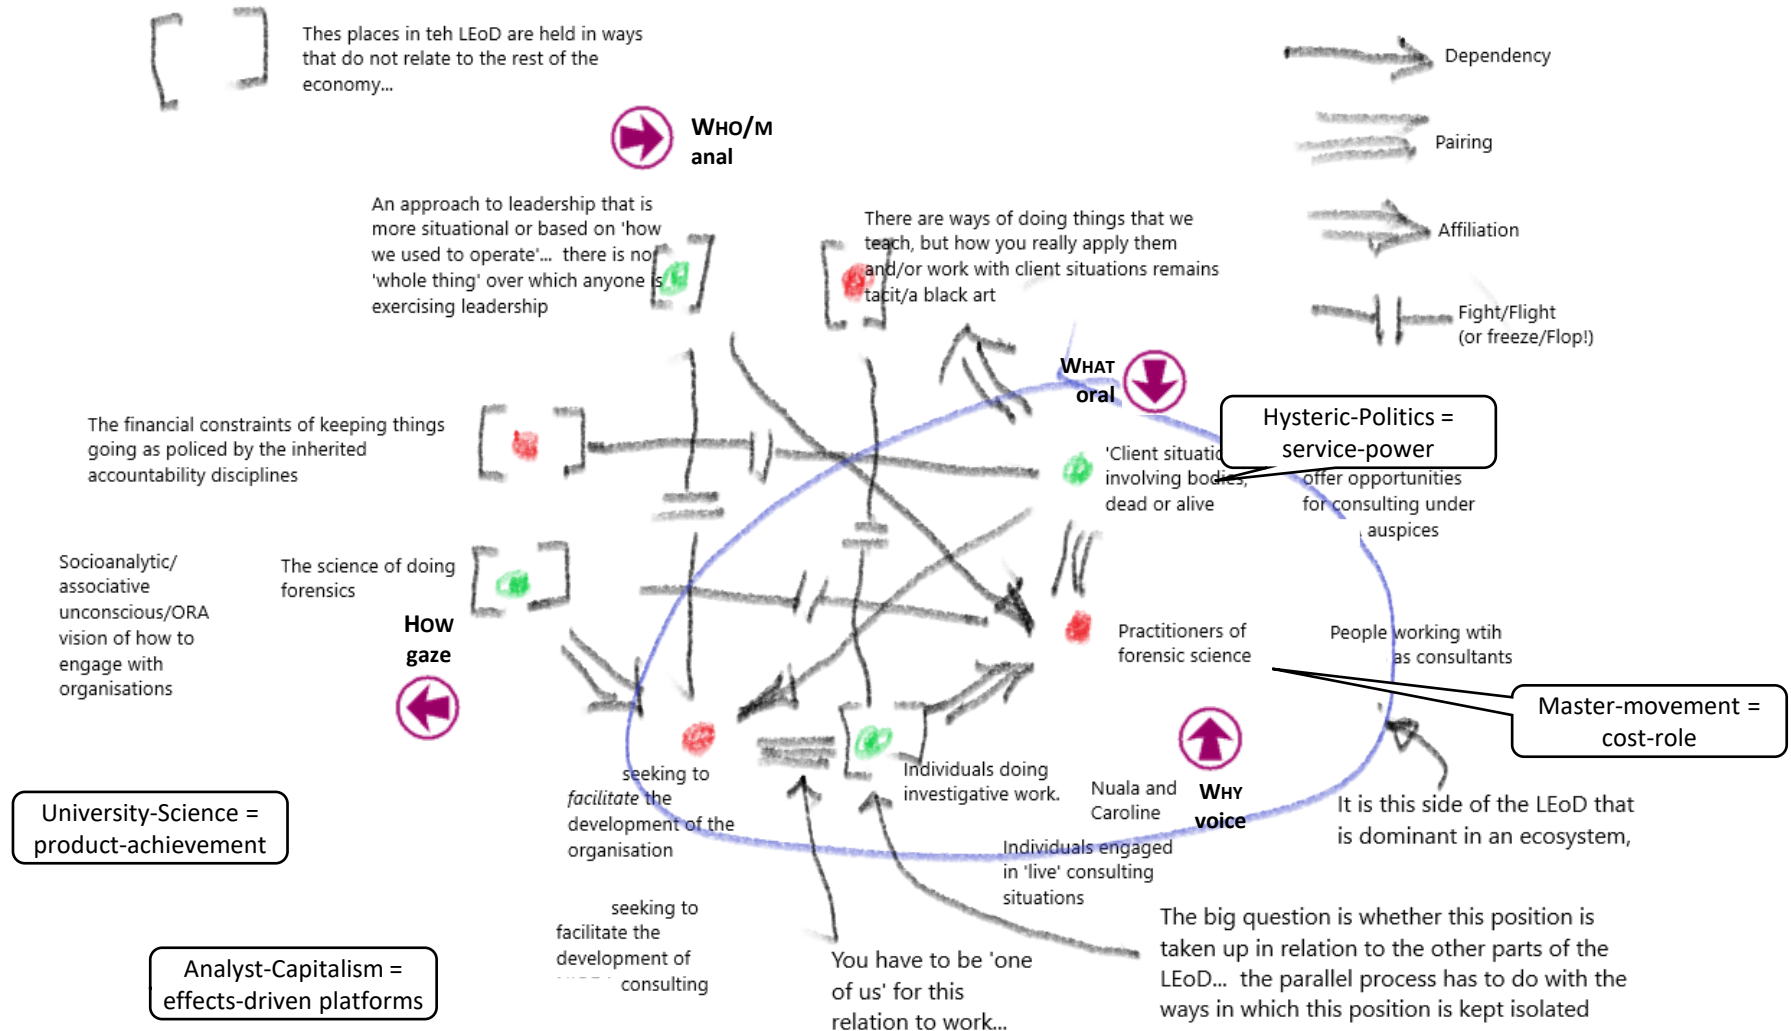 Thes places in teh LEoD are held in ways
that do not relate to the rest of the
economy...
Dependency
Pairing
Affiliation
Fight/Flight
(or freeze/Flop!)
WHO/M
anal
An approach to leadership that is
more situational or based on 'how
we used to operate'... there is no
'whole thing' over which anyone is
exercising leadership
There are ways of doing things that we
teach, but how you really apply them
and/or work with client situations remains
tacit/a black art
WHAT
oral
Hysteric-Politics =
service-power
The financial constraints of keeping things
going as policed by the inherited
accountability disciplines
'Client
involving bodies,
dead or alive
offer opportunities
for consulting under
auspices
Socioanalytic/
associative
unconscious/ORA
vision of how to
engage with
organisations
The science of doing
forensics
HOW
gaze
Practitioners of
forensic science
People working wtih
as consultants
Master-movement =
cost-role
seeking to
facilitate the
development of the
organisation
Individuals doing
investigative work.
Nuala and
Caroline
WHY
voice
It is this side of the LEoD that
is dominant in an ecosystem,
University-Science =
product-achievement
Individuals engaged
in 'live' consulting
situations
seeking to
facilitate the
development of
consulting
Analyst-Capitalism =
effects-driven platforms
You have to be 'one
of us' for this
relation to work...
The big question is whether this position is
taken up in relation to the other parts of the
LEoD... the parallel process has to do with the
ways in which this position is kept isolated